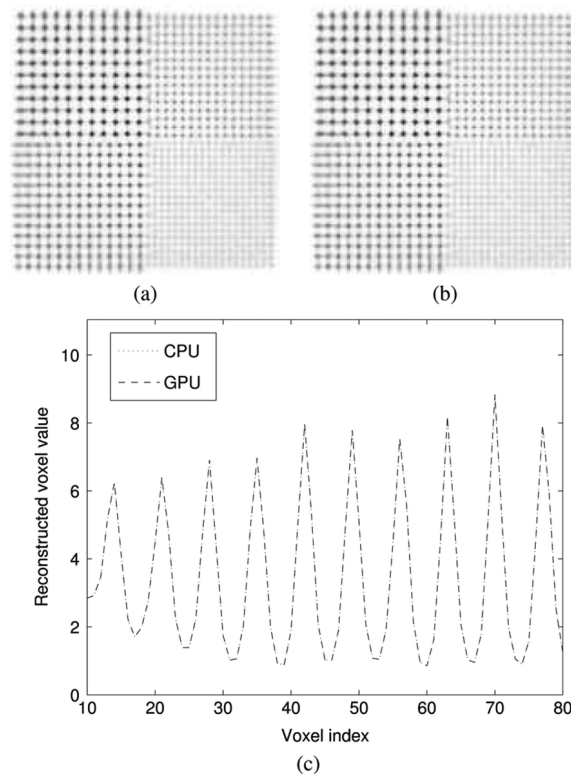 (a) (b)
10
8
6
4
2
0
Reconstructed voxel value
CPU
GPU
10 20 30 40 50 60 70 80
Voxel index
(c)